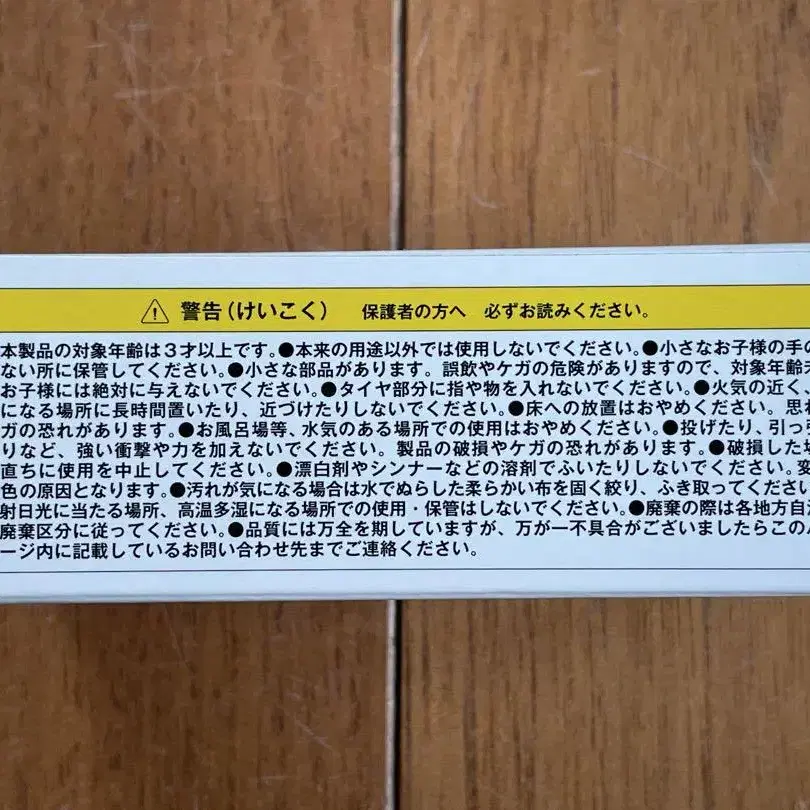 ⚠ 警告(けいこく) 保護者の方へ 必ずお読みください。
本製品の対象年齢は3才以上です。●本来の用途以外では使用しないでください。●小さなお子様の手の
ない所に保管してください。●小さな部品があります。誤飲やケガの危険がありますので、対象年齢
お子様には絶対に与えないでください。●タイヤ部分に指や物を入れないでください。●火気の近く、
になる場所に長時間置いたり、近づけたりしないでください。●床への放置はおやめください。思
ガの恐れがあります。●お風呂場等、水気のある場所での使用はおやめください。●投げたり、引っ
りなど、強い衝撃や力を加えないでください。製品の破損やケガの恐れがあります。●破損した
直ちに使用を中止してください。●漂白剤やシンナーなどの溶剤でふいたりしないでください。変
色の原因となります。●汚れが気になる場合は水でぬらした柔らかい布を固く絞り、ふき取ってください
射日光に当たる場所、高温多湿になる場所での使用・保管はしないでください。●廃棄の際は各地方自
廃棄区分に従ってください。●品質には万全を期していますが、万が一不具合がございましたらこの
ージ内に記載しているお問い合わせ先までご連絡ください。